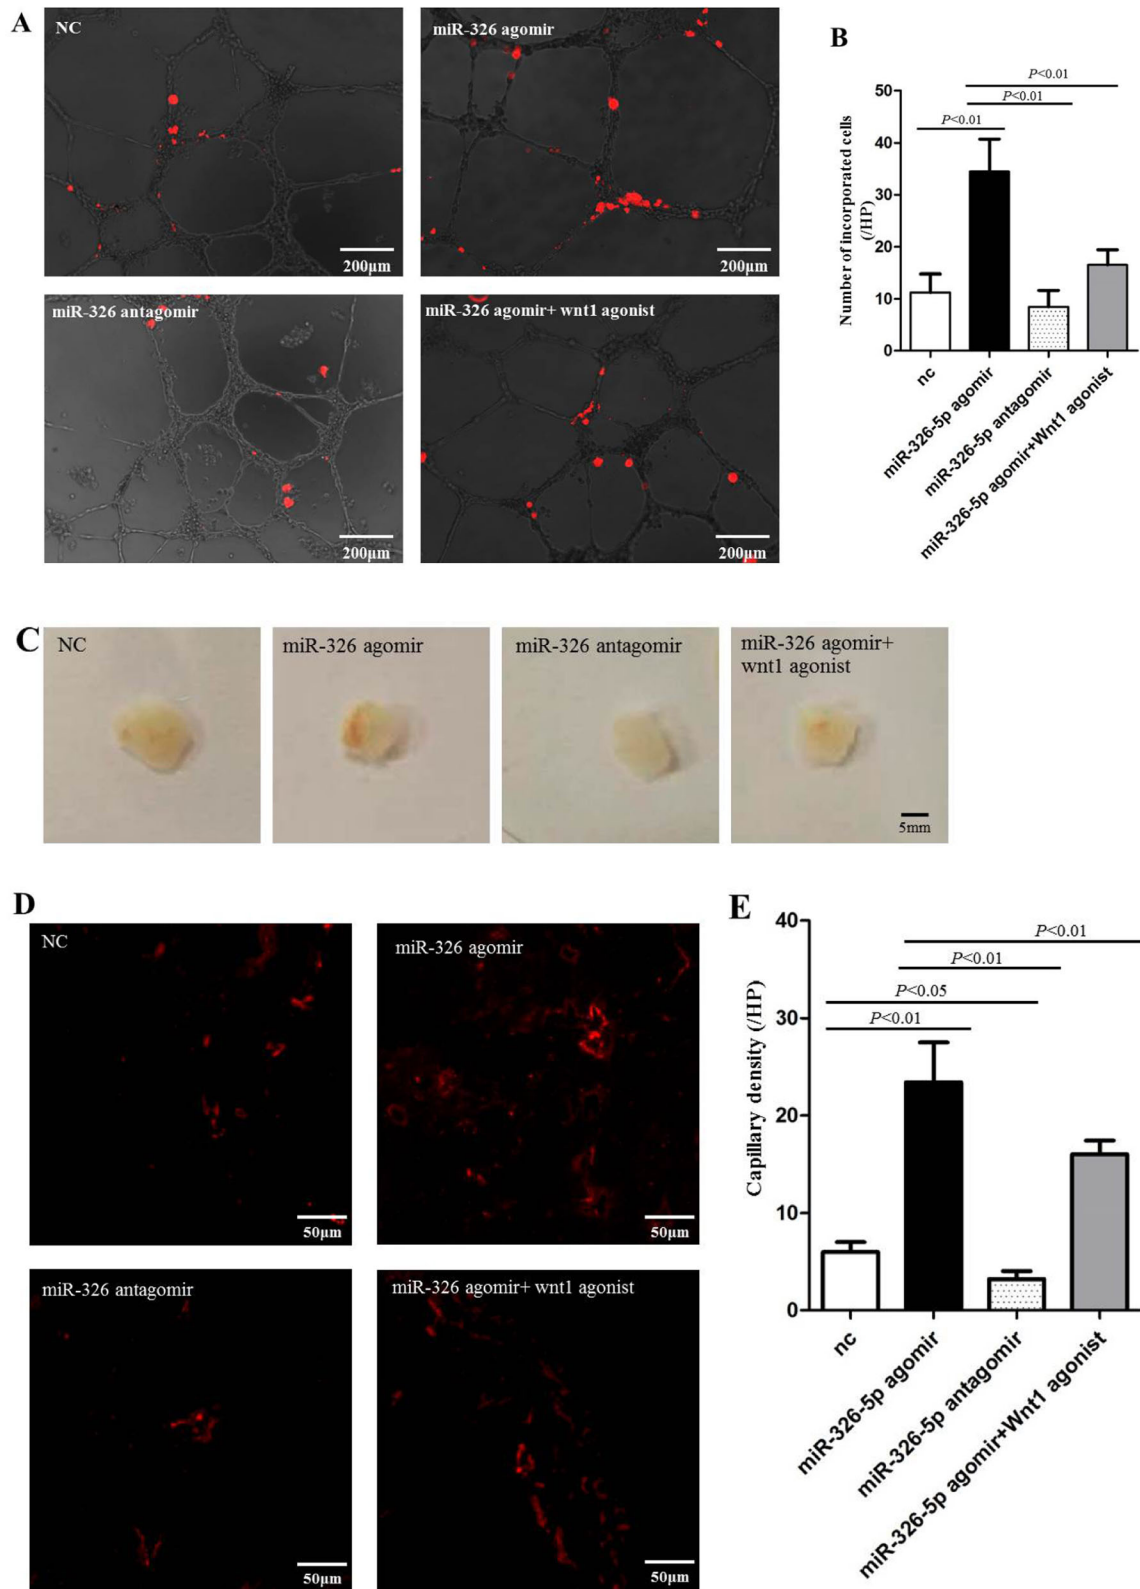 A
NC
miR-326 agomir
200μm
200μm
miR-326 antagomir
miR-326 agomir+ wnt1 agonist
200μm
200μm
B
P<0.01
P<0.01
P<0.01
Number of incorporated cells
(/HP)
50
40
30
20
10
0
nc
miR-326-5p agomir
miR-326-5p antagomir
miR-326-5p agomir+Wnt1 agonist
C
NC
miR-326 agomir
miR-326 antagomir
miR-326 agomir+
wnt1 agonist
5mm
D
NC
miR-326 agomir
50μm
50μm
miR-326 antagomir
miR-326 agomir+ wnt1 agonist
50μm
50μm
E
P<0.01
P<0.01
P<0.05
P<0.01
Capillary density (/HP)
40
30
20
10
0
nc
miR-326-5p agomir
miR-326-5p antagomir
miR-326-5p agomir+Wnt1 agonist